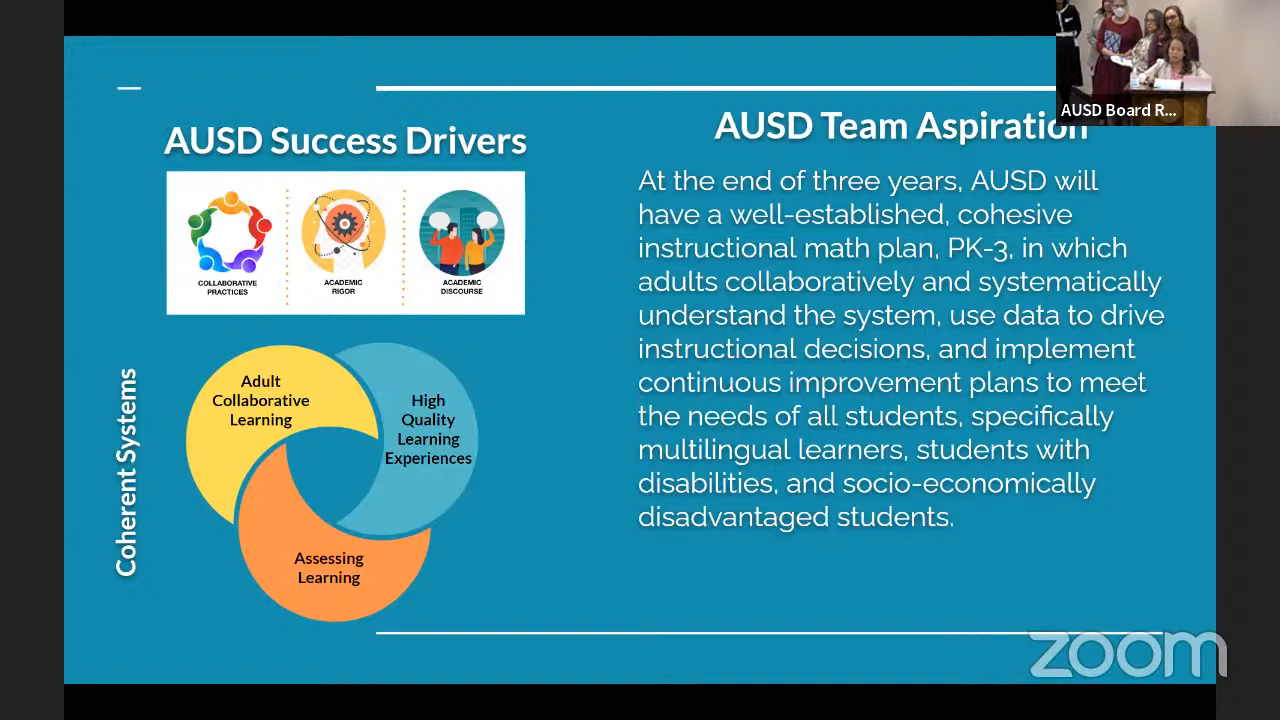 AUSD Board R...
AUSD Success Drivers
COLLABORATIVE
PRACTICES
ACADEMIC
RIGOR
ACADEMIC
DISCOURSE
Coherent Systems
Adult
Collaborative
Learning
High
Quality
Learning
Experiences
Assessing
Learning
AUSD Team Aspiration
At the end of three years, AUSD will
have a well-established, cohesive
instructional math plan, PK-3, in which
adults collaboratively and systematically
understand the system, use data to drive
instructional decisions, and implement
continuous improvement plans to meet
the needs of all students, specifically
multilingual learners, students with
disabilities, and socio-economically
disadvantaged students.
zoom